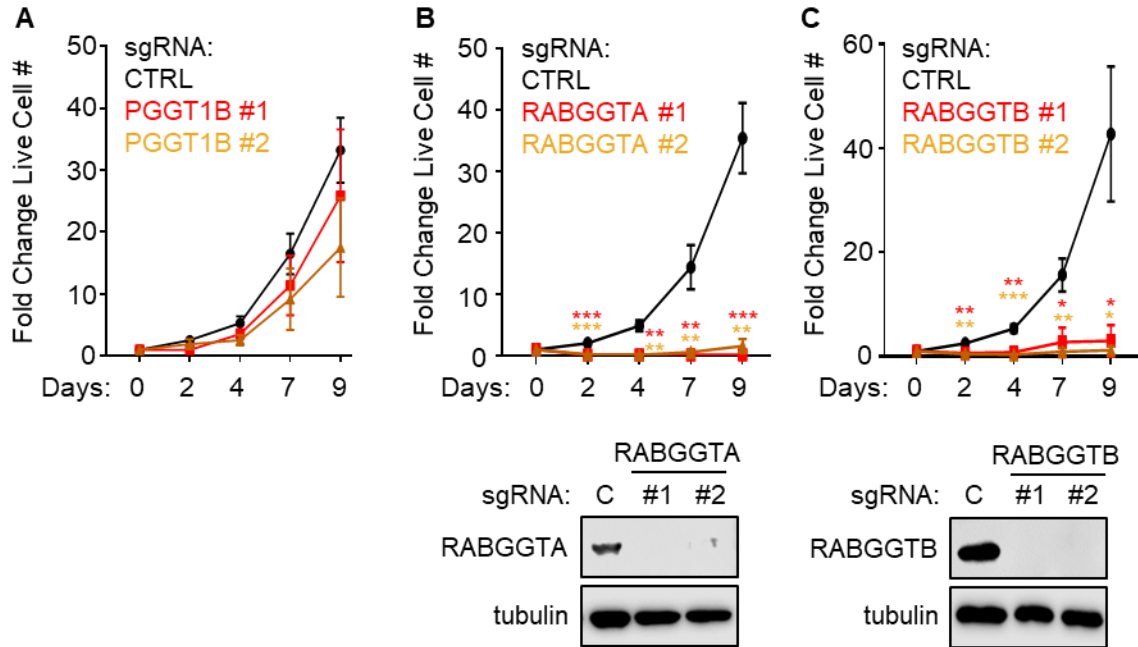 A
Fold Change Live Cell #
50
40
30
20
10
0
sgRNA:
CTRL
PGGT1B #1
PGGT1B #2
Days: 0 2 4 7 9
B
Fold Change Live Cell #
50
40
30
20
10
0
sgRNA:
CTRL
RABGGTA #1
RABGGTA #2
*** ** ** ***
*** ** ** **
Days: 0 2 4 7 9
RABGGTA
sgRNA: C #1 #2
RABGGTA
tubulin
C
Fold Change Live Cell #
60
40
20
0
sgRNA:
CTRL
RABGGTB #1
RABGGTB #2
** ** * *
** *** ** *
Days: 0 2 4 7 9
RABGGTB
sgRNA: C #1 #2
RABGGTB
tubulin